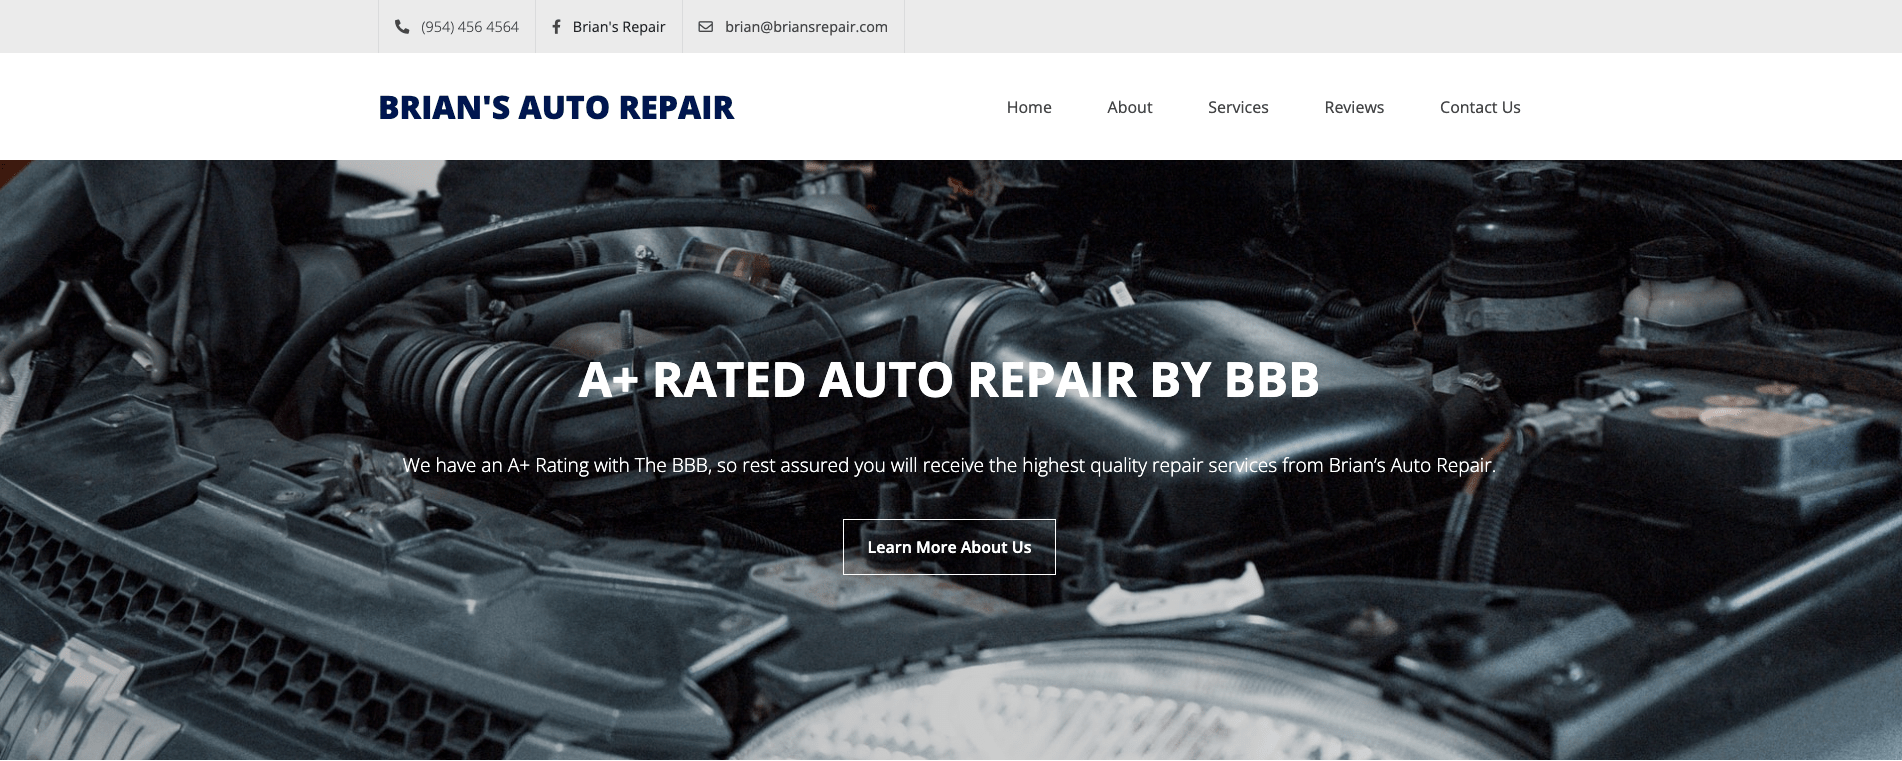 (954) 456 4564 Brian's Repair brian@briansrepair.com
BRIAN'S AUTO REPAIR Home About Services Reviews Contact Us
A+ RATED AUTO REPAIR BY BBB
We have an A+ Rating with The BBB, so rest assured you will receive the highest quality repair services from Brian’s Auto Repair.
Learn More About Us